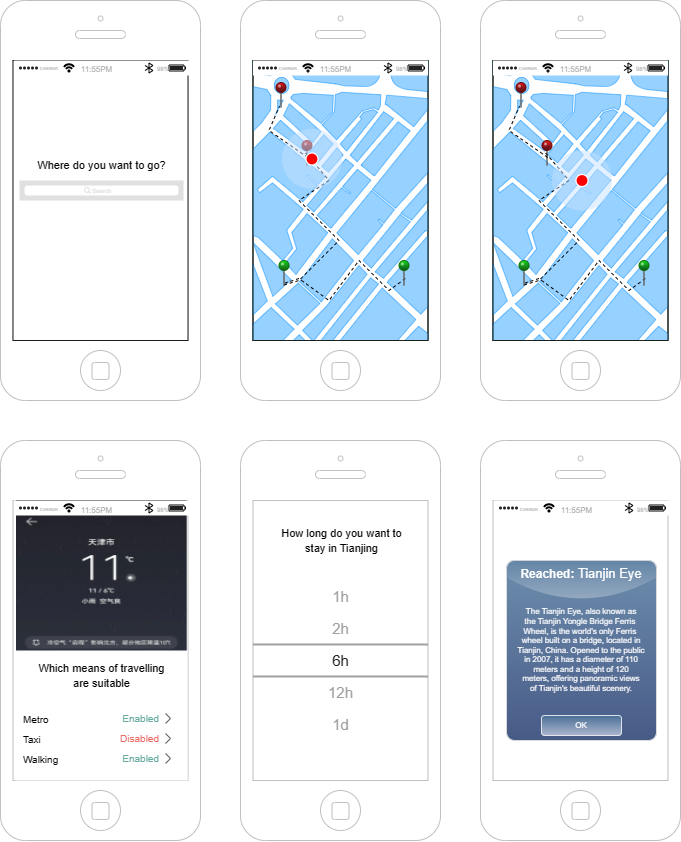 CARRIER 11:55PM 98%
Where do you want to go?
Search
CARRIER 11:55PM 98%
CARRIER 11:55PM 98%
CARRIER 11:55PM 98%
天津市
11 °C
11 / 6°C
小雨 空气良
冷空气“
Which means of travelling
are suitable
Metro Enabled
Taxi Disabled
Walking Enabled
How long do you want to
stay in Tianjing
1h
2h
6h
12h
1d
CARRIER 11:55PM 98%
Reached: Tianjin Eye
The Tianjin Eye, also known as
the Tianjin Yongle Bridge Ferris
Wheel, is the world's only Ferris
wheel built on a bridge, located in
Tianjin, China. Opened to the public
in 2007, it has a diameter of 110
meters and a height of 120
meters, offering panoramic views
of Tianjin's beautiful scenery.
OK